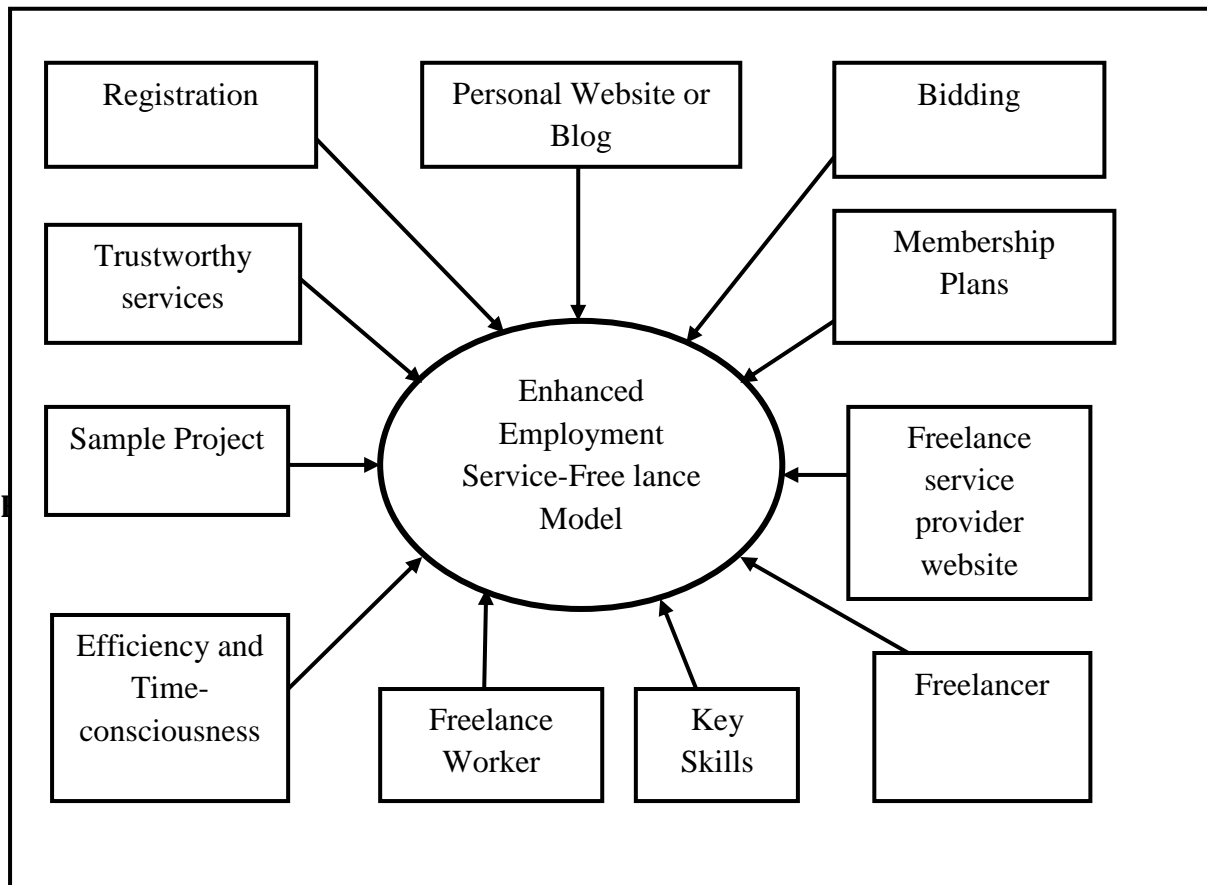 Registration
Personal Website or
Blog
Bidding
Trustworthy
services
Membership
Plans
Enhanced
Employment
Service-Free lance
Model
Sample Project
Freelance
service
provider
website
Efficiency and
Time-
consciousness
Freelance
Worker
Key
Skills
Freelancer